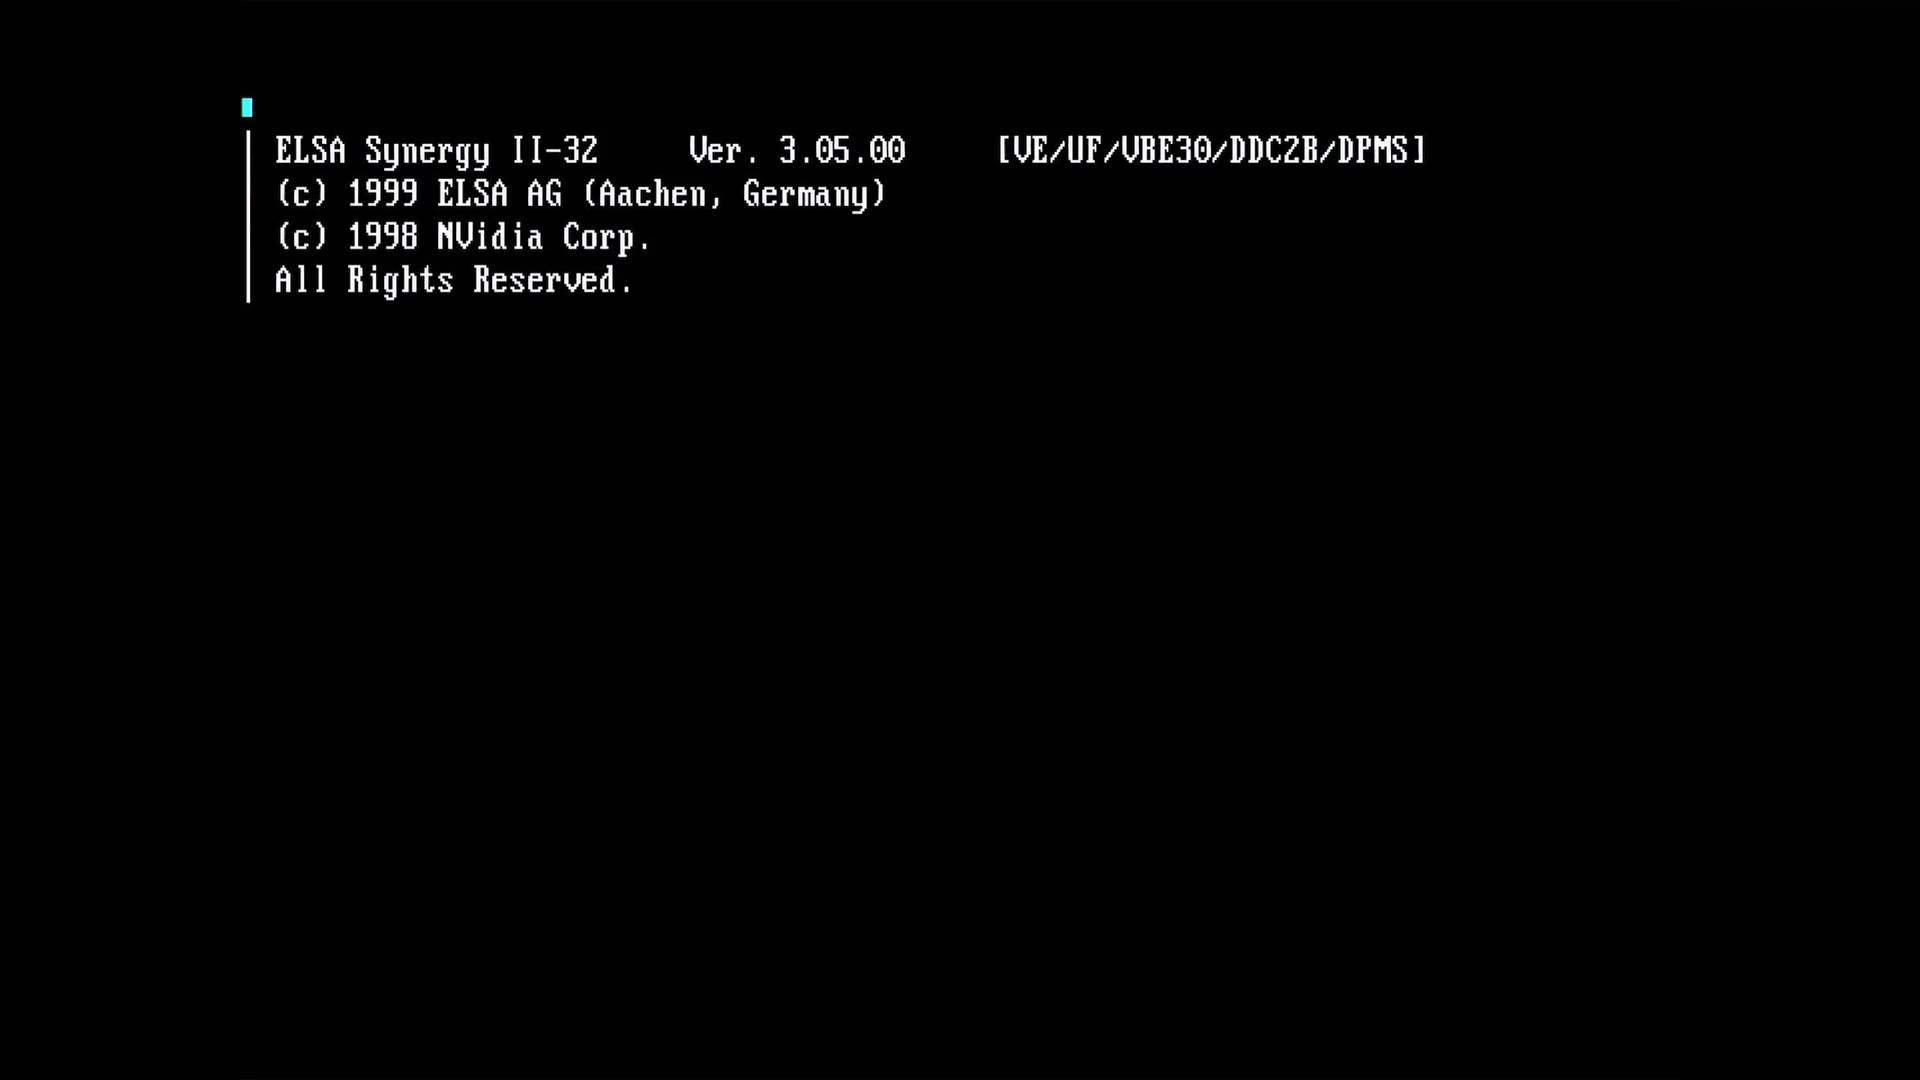 ELSA Synergy II-32     Ver. 3.05.00     [VE/UF/VBE30/DDC2B/DPMS]
(c) 1999 ELSA AG (Aachen, Germany)
(c) 1998 NVidia Corp.
All Rights Reserved.